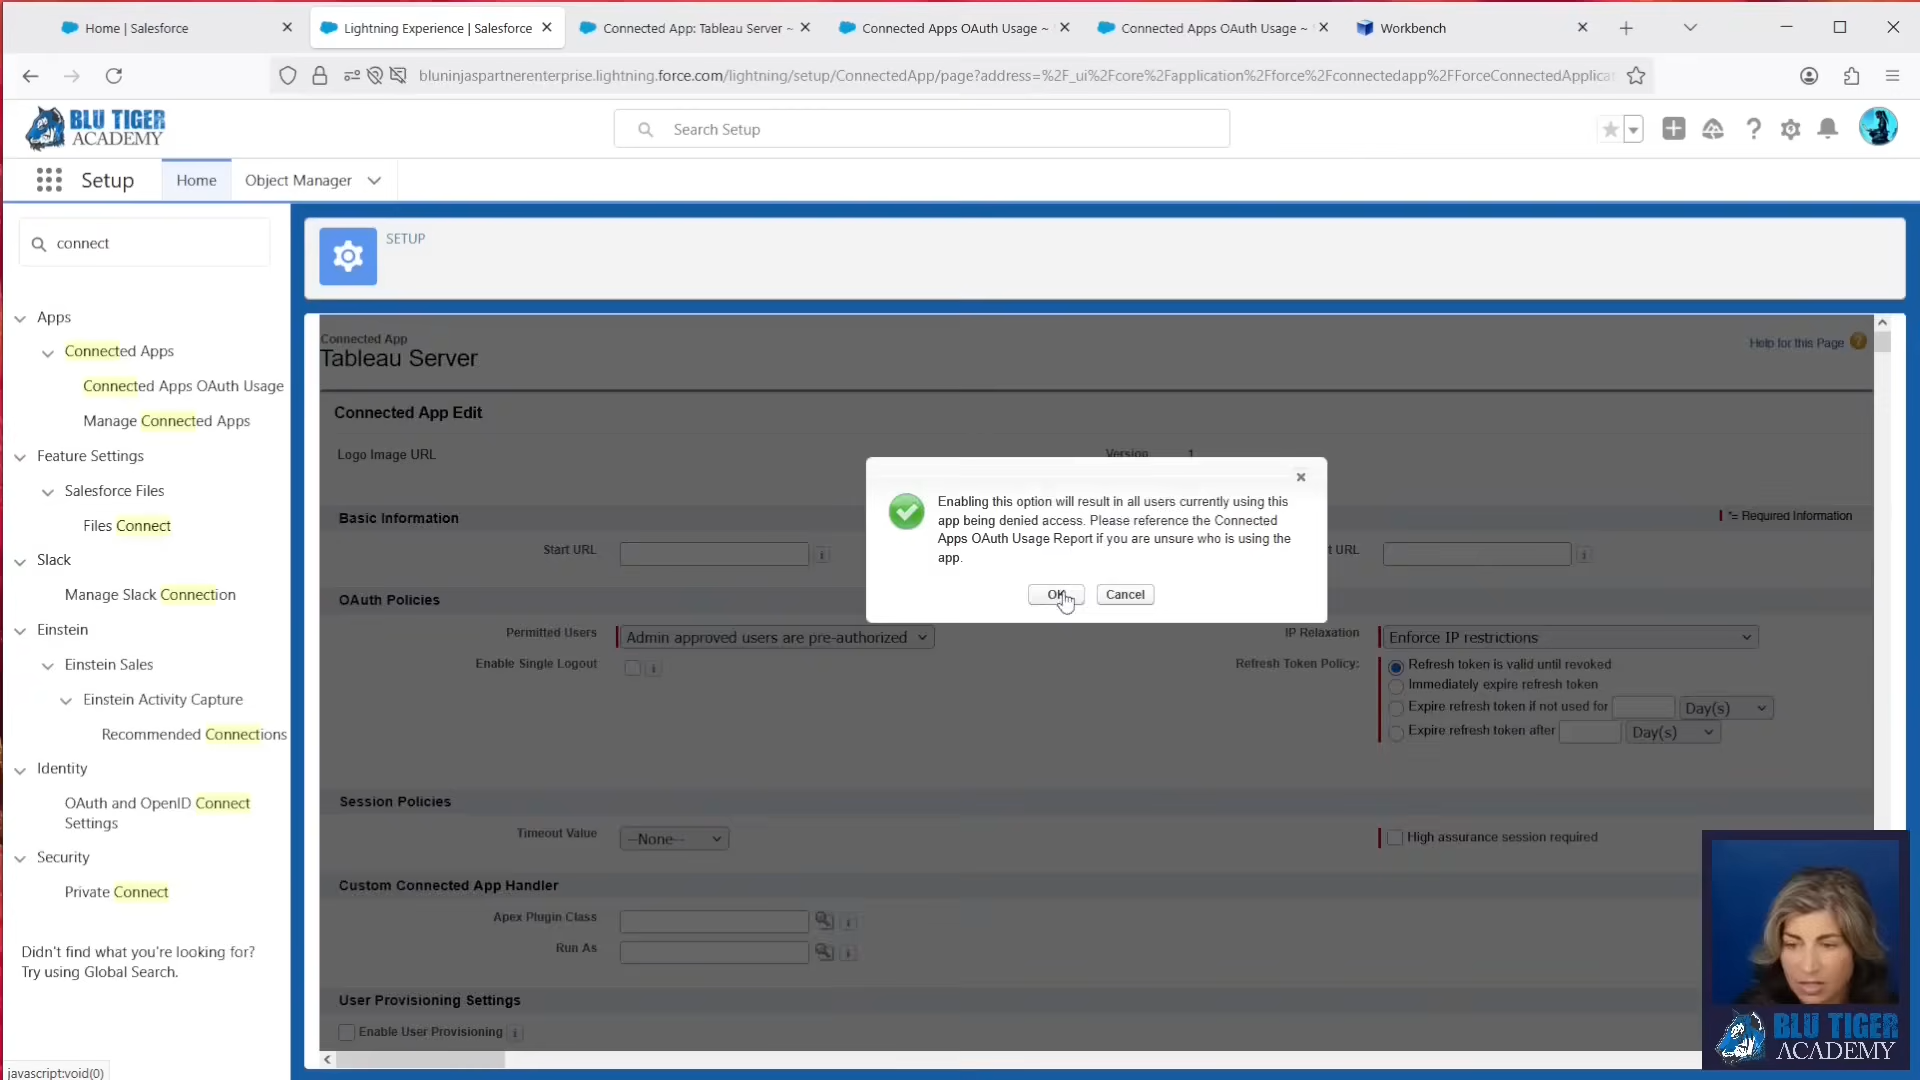 Home | Salesforce
Lightning Experience | Salesforce
Connected App: Tableau Server ~
Connected Apps OAuth Usage ~
Connected Apps OAuth Usage ~
Workbench
bluninjaspartnerenterprise.lightning.force.com/lightning/setup/ConnectedApp/page?address=%2F_ui%2Fcore%2Fapplication%2Fforce%2Fconnectedapp%2FForceConnectedApplicat
BLU TIGER
ACADEMY
Search Setup
Setup
Home
Object Manager
connect
SETUP
Apps
Connected Apps
Connected Apps OAuth Usage
Manage Connected Apps
Feature Settings
Salesforce Files
Files Connect
Slack
Manage Slack Connection
Einstein
Einstein Sales
Einstein Activity Capture
Recommended Connections
Identity
OAuth and OpenID Connect
Settings
Security
Private Connect
Didn't find what you're looking for?
Try using Global Search.
javascript:void(0)
Connected App
Tableau Server
Help for this Page
Connected App Edit
Logo Image URL
Version 1
Basic Information
= Required Information
Start URL
URL
OAuth Policies
Permitted Users
Admin approved users are pre-authorized
IP Relaxation
Enforce IP restrictions
Enable Single Logout
Refresh Token Policy:
Refresh token is valid until revoked
Immediately expire refresh token
Expire refresh token if not used for
Day(s)
Expire refresh token after
Day(s)
Session Policies
Timeout Value
--None--
High assurance session required
Custom Connected App Handler
Apex Plugin Class
Run As
User Provisioning Settings
Enable User Provisioning
Enabling this option will result in all users currently using this
app being denied access. Please reference the Connected
Apps OAuth Usage Report if you are unsure who is using the
app.
OK
Cancel
BLU TIGER
ACADEMY